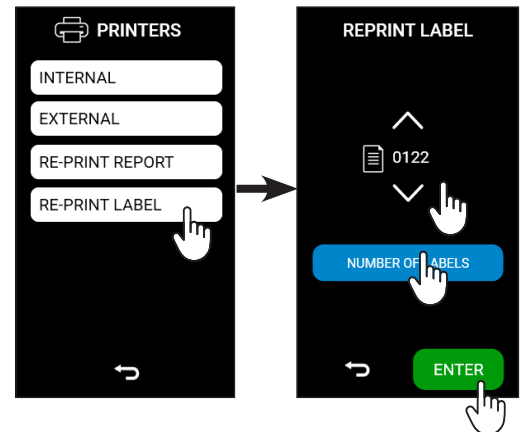 PRINTERS
INTERNAL
EXTERNAL
RE-PRINT REPORT
RE-PRINT LABEL
REPRINT LABEL
0122
NUMBER OF LABELS
ENTER